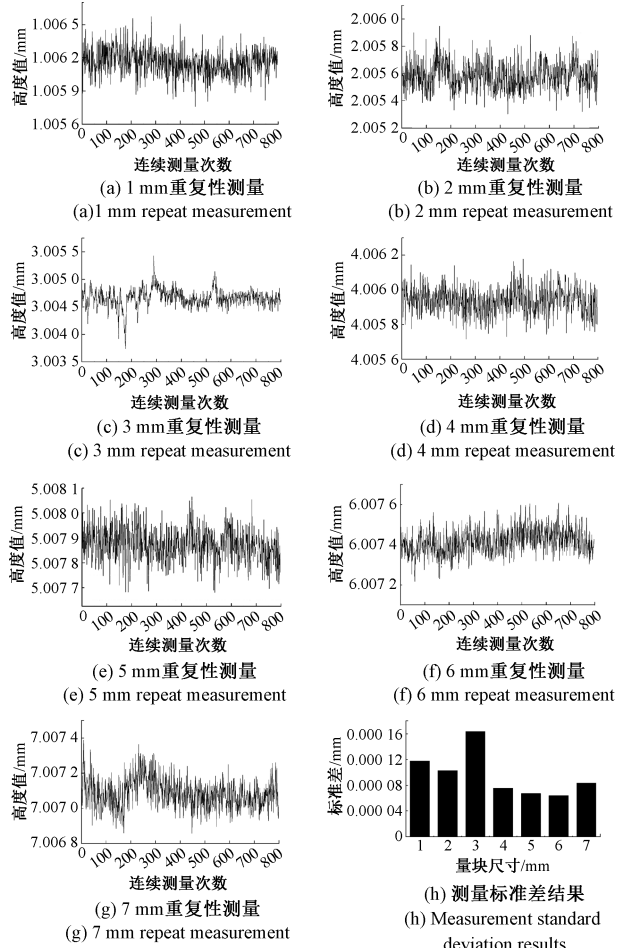 1.006 5
1.006 2
1.005 9
1.005 6
高度值/mm
0 100 200 300 400 500 600 700 800
连续测量次数
(a) 1 mm重复性测量
(a)1 mm repeat measurement
2.006 0
2.005 8
2.005 6
2.005 4
2.005 2
高度值/mm
0 100 200 300 400 500 600 700 800
连续测量次数
(b) 2 mm重复性测量
(b) 2 mm repeat measurement
3.005 5
3.005 0
3.004 5
3.004 0
3.003 5
高度值/mm
0 100 200 300 400 500 600 700 800
连续测量次数
(c) 3 mm重复性测量
(c) 3 mm repeat measurement
4.006 2
4.006 0
4.005 8
4.005 6
高度值/mm
0 100 200 300 400 500 600 700 800
连续测量次数
(d) 4 mm重复性测量
(d) 4 mm repeat measurement
5.008 1
5.008 0
5.007 9
5.007 8
5.007 7
高度值/mm
0 100 200 300 400 500 600 700 800
连续测量次数
(e) 5 mm重复性测量
(e) 5 mm repeat measurement
6.007 6
6.007 4
6.007 2
高度值/mm
0 100 200 300 400 500 600 700 800
连续测量次数
(f) 6 mm重复性测量
(f) 6 mm repeat measurement
7.007 4
7.007 2
7.007 0
7.006 8
高度值/mm
0 100 200 300 400 500 600 700 800
连续测量次数
(g) 7 mm重复性测量
(g) 7 mm repeat measurement
0.000 16
0.000 12
0.000 08
0.000 04
0
标准差/mm
1 2 3 4 5 6 7
量块尺寸/mm
(h) 测量标准差结果
(h) Measurement standard
deviation results